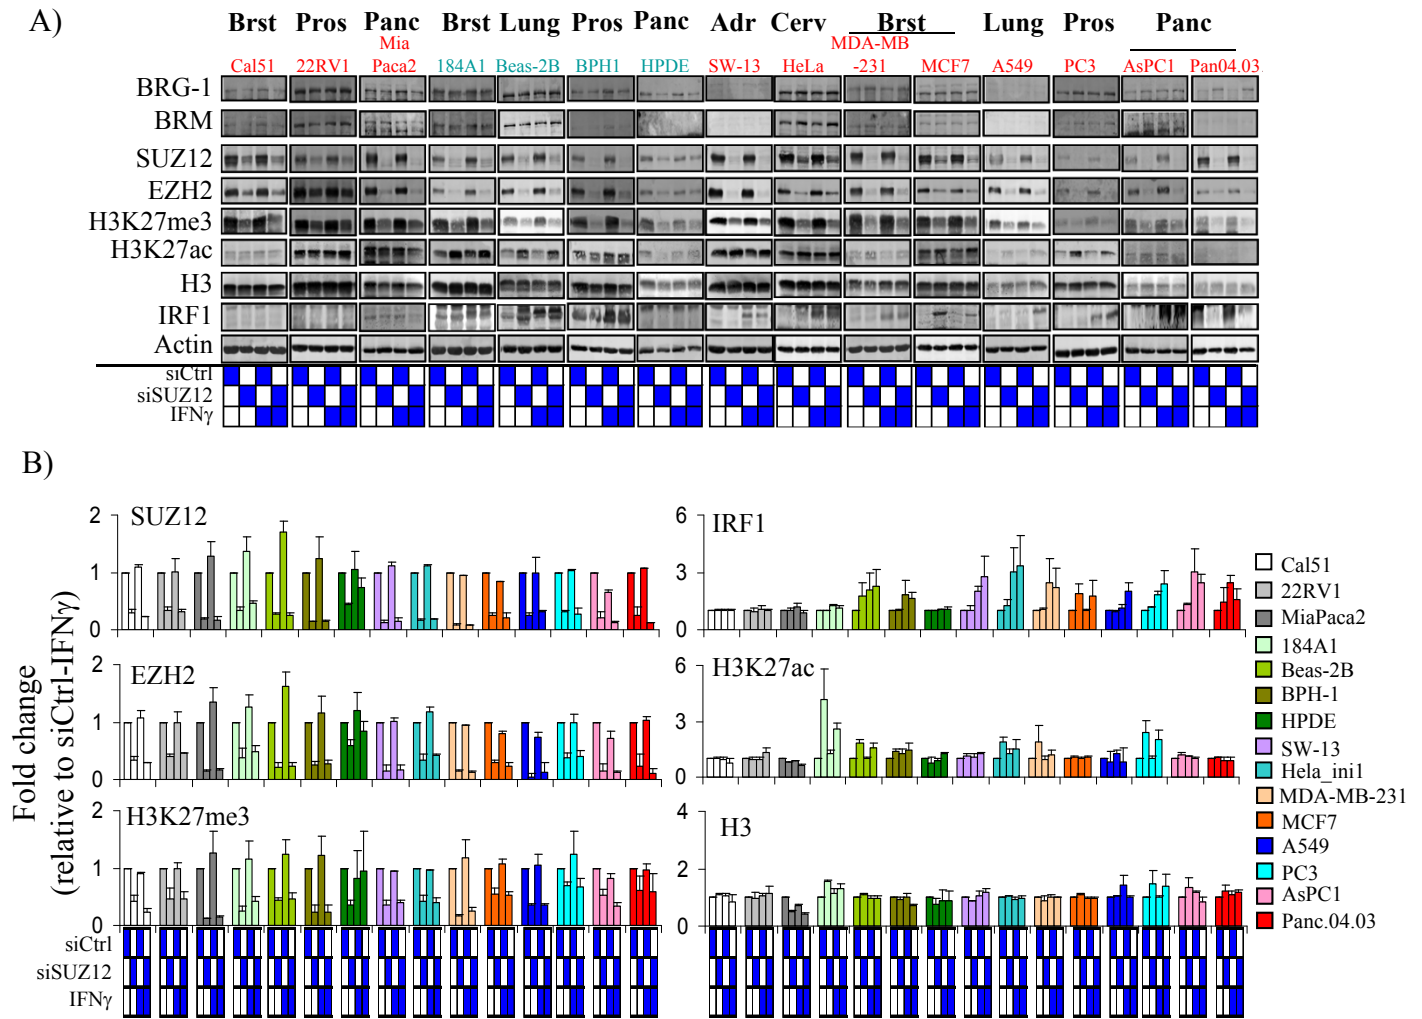 A)
Brst Pros Panc Brst Lung Pros Panc Adr Cerv Brst Lung Pros Panc
Mia MDA-MB
Cal51 22RV1 Paca2 184A1 Beas-2B BPH1 HPDE SW-13 HeLa -231 MCF7 A549 PC3 AsPC1 Pan04.03
BRG-1
BRM
SUZ12
EZH2
H3K27me3
H3K27ac
H3
IRF1
Actin
siCtrl
siSUZ12
IFNγ
B)
Fold change
(relative to siCtrl-IFNγ)
SUZ12
2
1
0
EZH2
2
1
0
H3K27me3
2
1
0
siCtrl
siSUZ12
IFNγ
IRF1
6
3
0
H3K27ac
6
3
0
H3
4
2
0
Cal51
22RV1
MiaPaca2
184A1
Beas-2B
BPH-1
HPDE
SW-13
Hela_ini1
MDA-MB-231
MCF7
A549
PC3
AsPC1
Panc.04.03